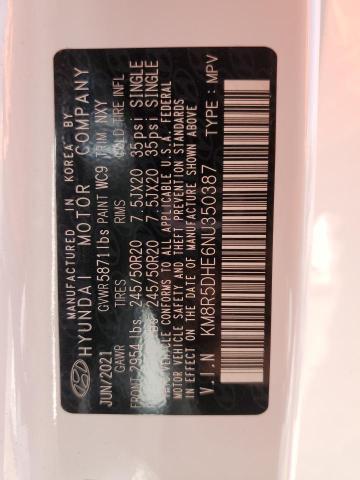 MANUFACTURED IN KOREA BY
HYUNDAI MOTOR COMPANY
GVWR 5871lbs PAINT WC9 TRIM NXY
JUN/2021 GAWR TIRES RIMS COLD TIRE INFL
FRONT 2954lbs 245/50R20 7.5JX20 35psi SINGLE
245/50R20 7.5JX20 35psi SINGLE
THIS VEHICLE CONFORMS TO ALL APPLICABLE U.S.A. FEDERAL
MOTOR VEHICLE SAFETY AND THEFT PREVENTION STANDARDS
IN EFFECT ON THE DATE OF MANUFACTURE SHOWN ABOVE.
V.I.N KM8R5DHE6NU350387 TYPE: MPV